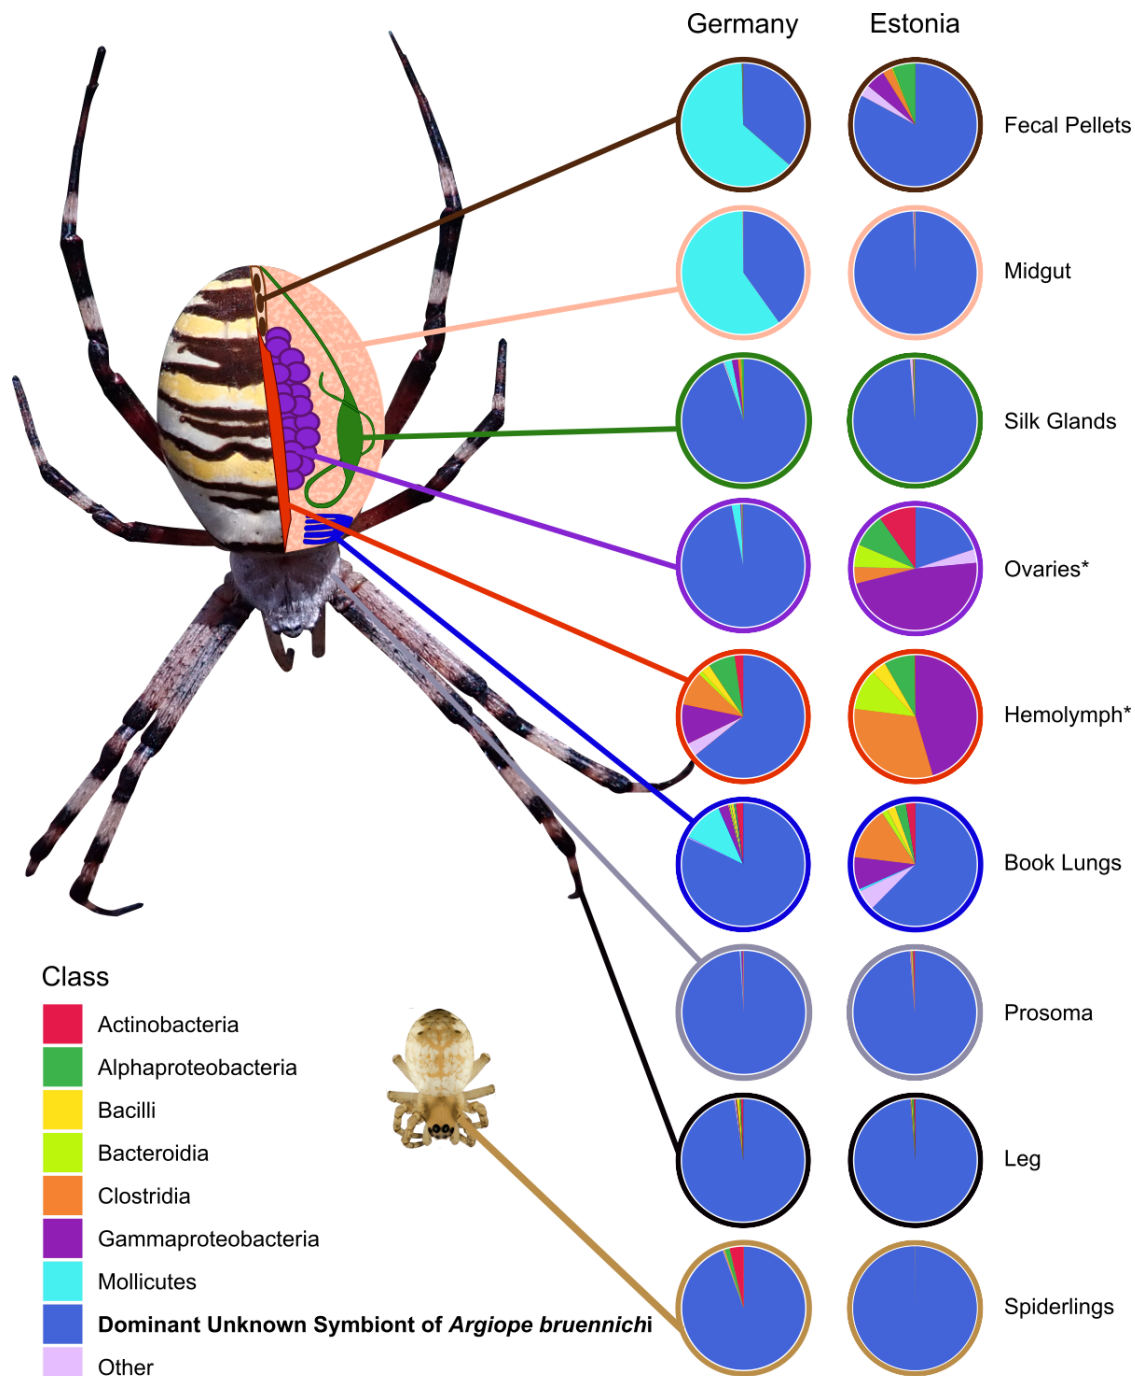 Germany Estonia
Fecal Pellets
Midgut
Silk Glands
Ovaries*
Hemolymph*
Book Lungs
Prosoma
Leg
Spiderlings
Class
Actinobacteria
Alphaproteobacteria
Bacilli
Bacteroidia
Clostridia
Gammaproteobacteria
Mollicutes
Dominant Unknown Symbiont of Argiope bruennichi
Other